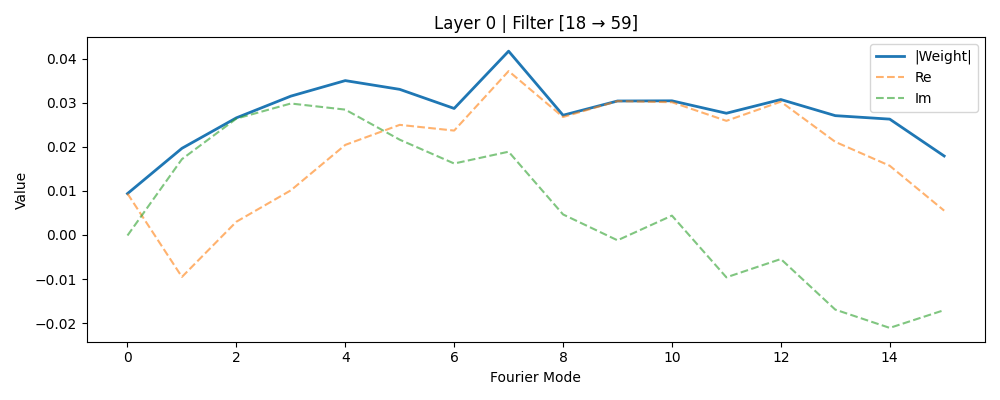 Layer 0 | Filter [18 → 59]
|Weight|
Re
Im
Value
0.04
0.03
0.02
0.01
0.00
−0.01
−0.02
0 2 4 6 8 10 12 14
Fourier Mode